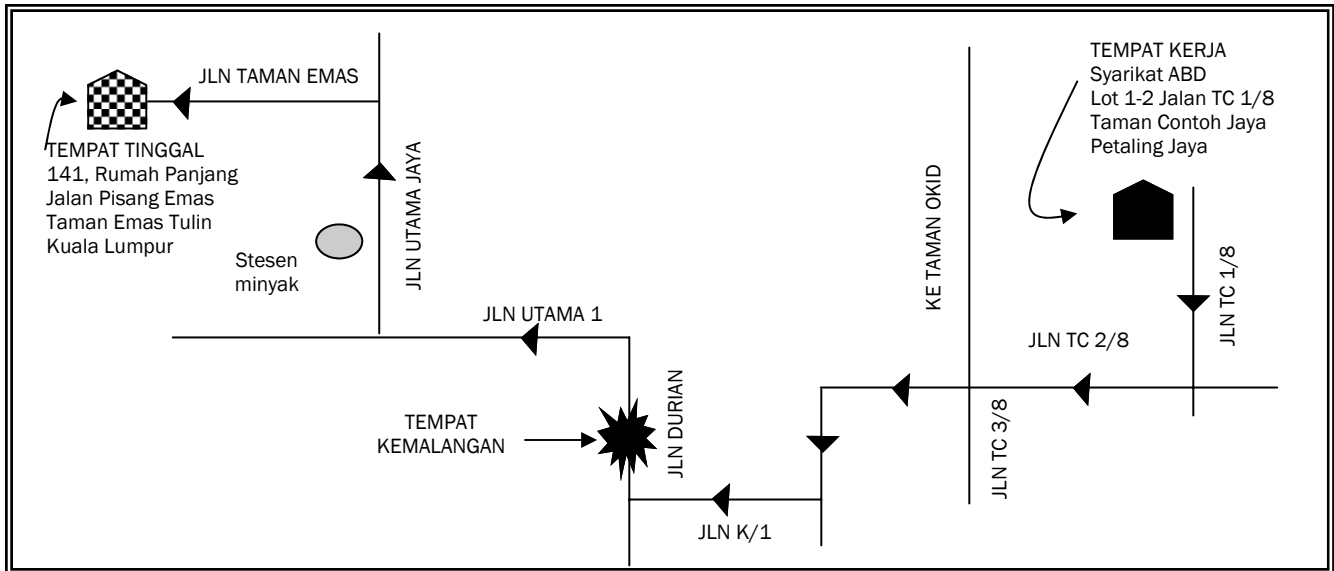 JLN TAMAN EMAS
TEMPAT TINGGAL
141, Rumah Panjang
Jalan Pisang Emas
Taman Emas Tulin
Kuala Lumpur
Stesen
minyak
JLN UTAMA JAYA
JLN UTAMA 1
TEMPAT
KEMALANGAN
JLN DURIAN
JLN K/1
KE TAMAN OKID
JLN TC 3/8
JLN TC 2/8
JLN TC 1/8
TEMPAT KERJA
Syarikat ABD
Lot 1-2 Jalan TC 1/8
Taman Contoh Jaya
Petaling Jaya